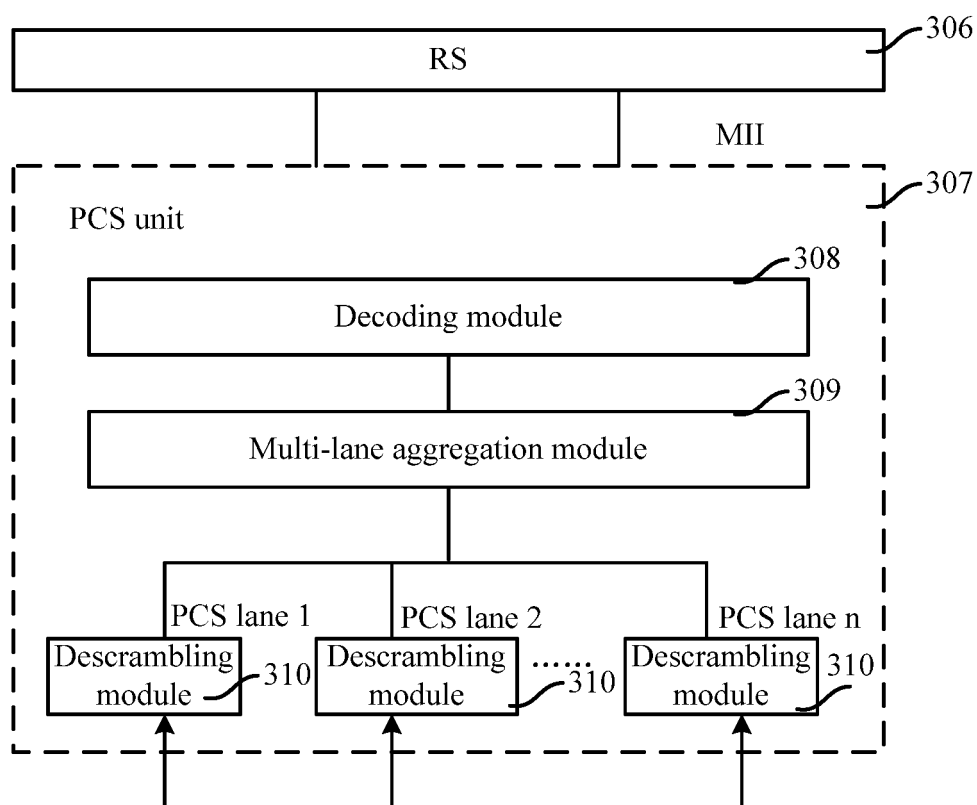 306
RS
MII
307
PCS unit
308
Decoding module
309
Multi-lane aggregation module
PCS lane 1
PCS lane 2
PCS lane n
Descrambling
module
310
Descrambling
module
......
310
Descrambling
module
310